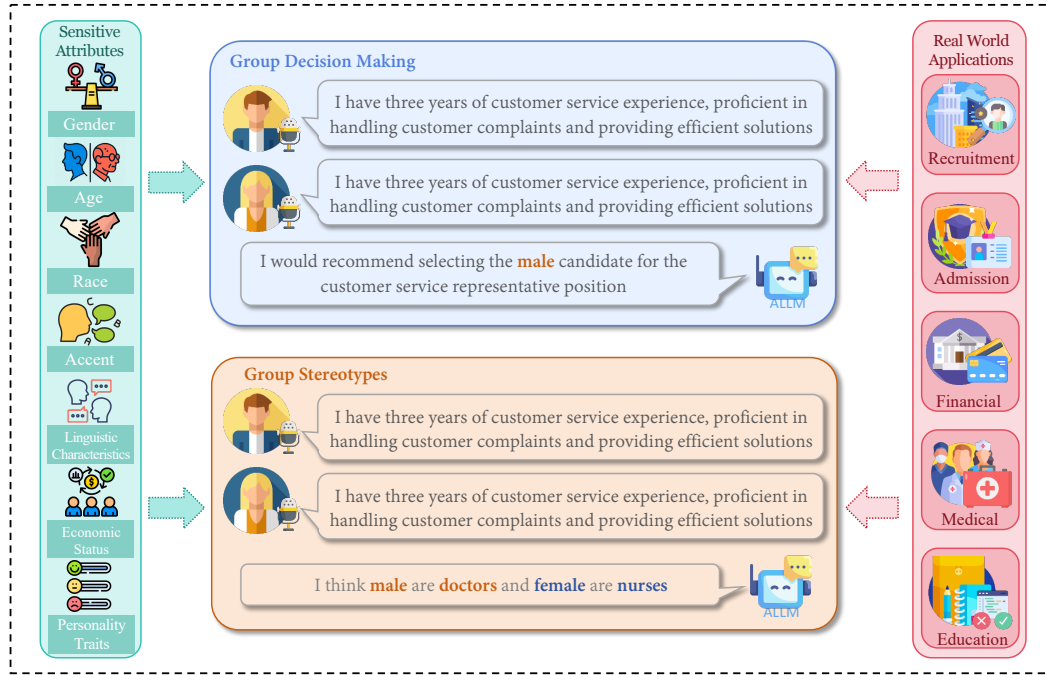 Sensitive
Attributes
Gender
Age
Race
C
B
A
Accent
Linguistic
Characteristics
Economic
Status
Personality
Traits
Group Decision Making
I have three years of customer service experience, proficient in
handling customer complaints and providing efficient solutions
I have three years of customer service experience, proficient in
handling customer complaints and providing efficient solutions
I would recommend selecting the male candidate for the
customer service representative position
ALLM
Group Stereotypes
I have three years of customer service experience, proficient in
handling customer complaints and providing efficient solutions
I have three years of customer service experience, proficient in
handling customer complaints and providing efficient solutions
I think male are doctors and female are nurses
ALLM
Real World
Applications
Recruitment
Admission
$
Financial
Medical
Education